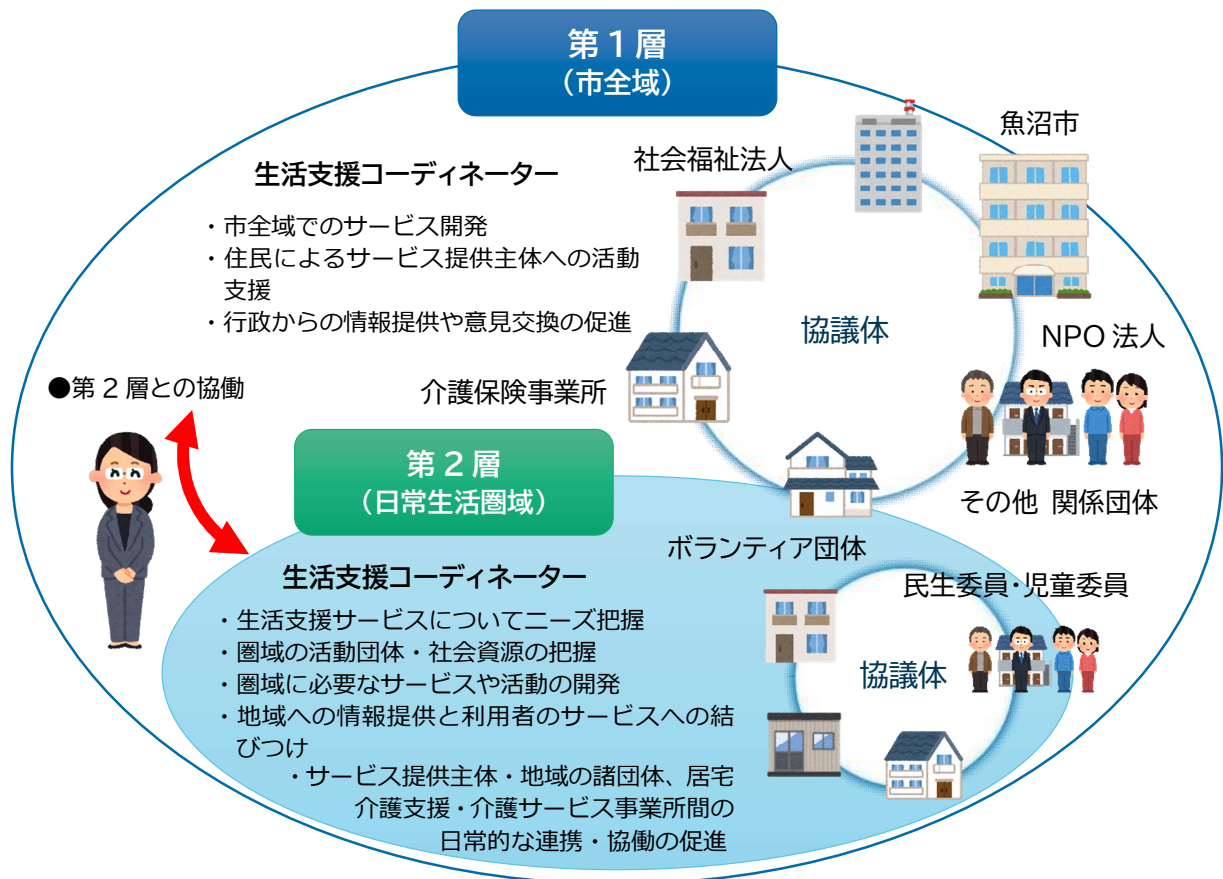 第1層
（市全域）
魚沼市
社会福祉法人
生活支援コーディネーター
・市全域でのサービス開発
・住民によるサービス提供主体への活動
支援
・行政からの情報提供や意見交換の促進
協議体
NPO法人
●第2層との協働
介護保険事業所
第2層
（日常生活圏域）
その他 関係団体
ボランティア団体
生活支援コーディネーター
民生委員・児童委員
・生活支援サービスについてニーズ把握
・圏域の活動団体・社会資源の把握
・圏域に必要なサービスや活動の開発
・地域への情報提供と利用者のサービスへの結
びつけ
・サービス提供主体・地域の諸団体、居宅
介護支援・介護サービス事業所間の
日常的な連携・協働の促進
協議体